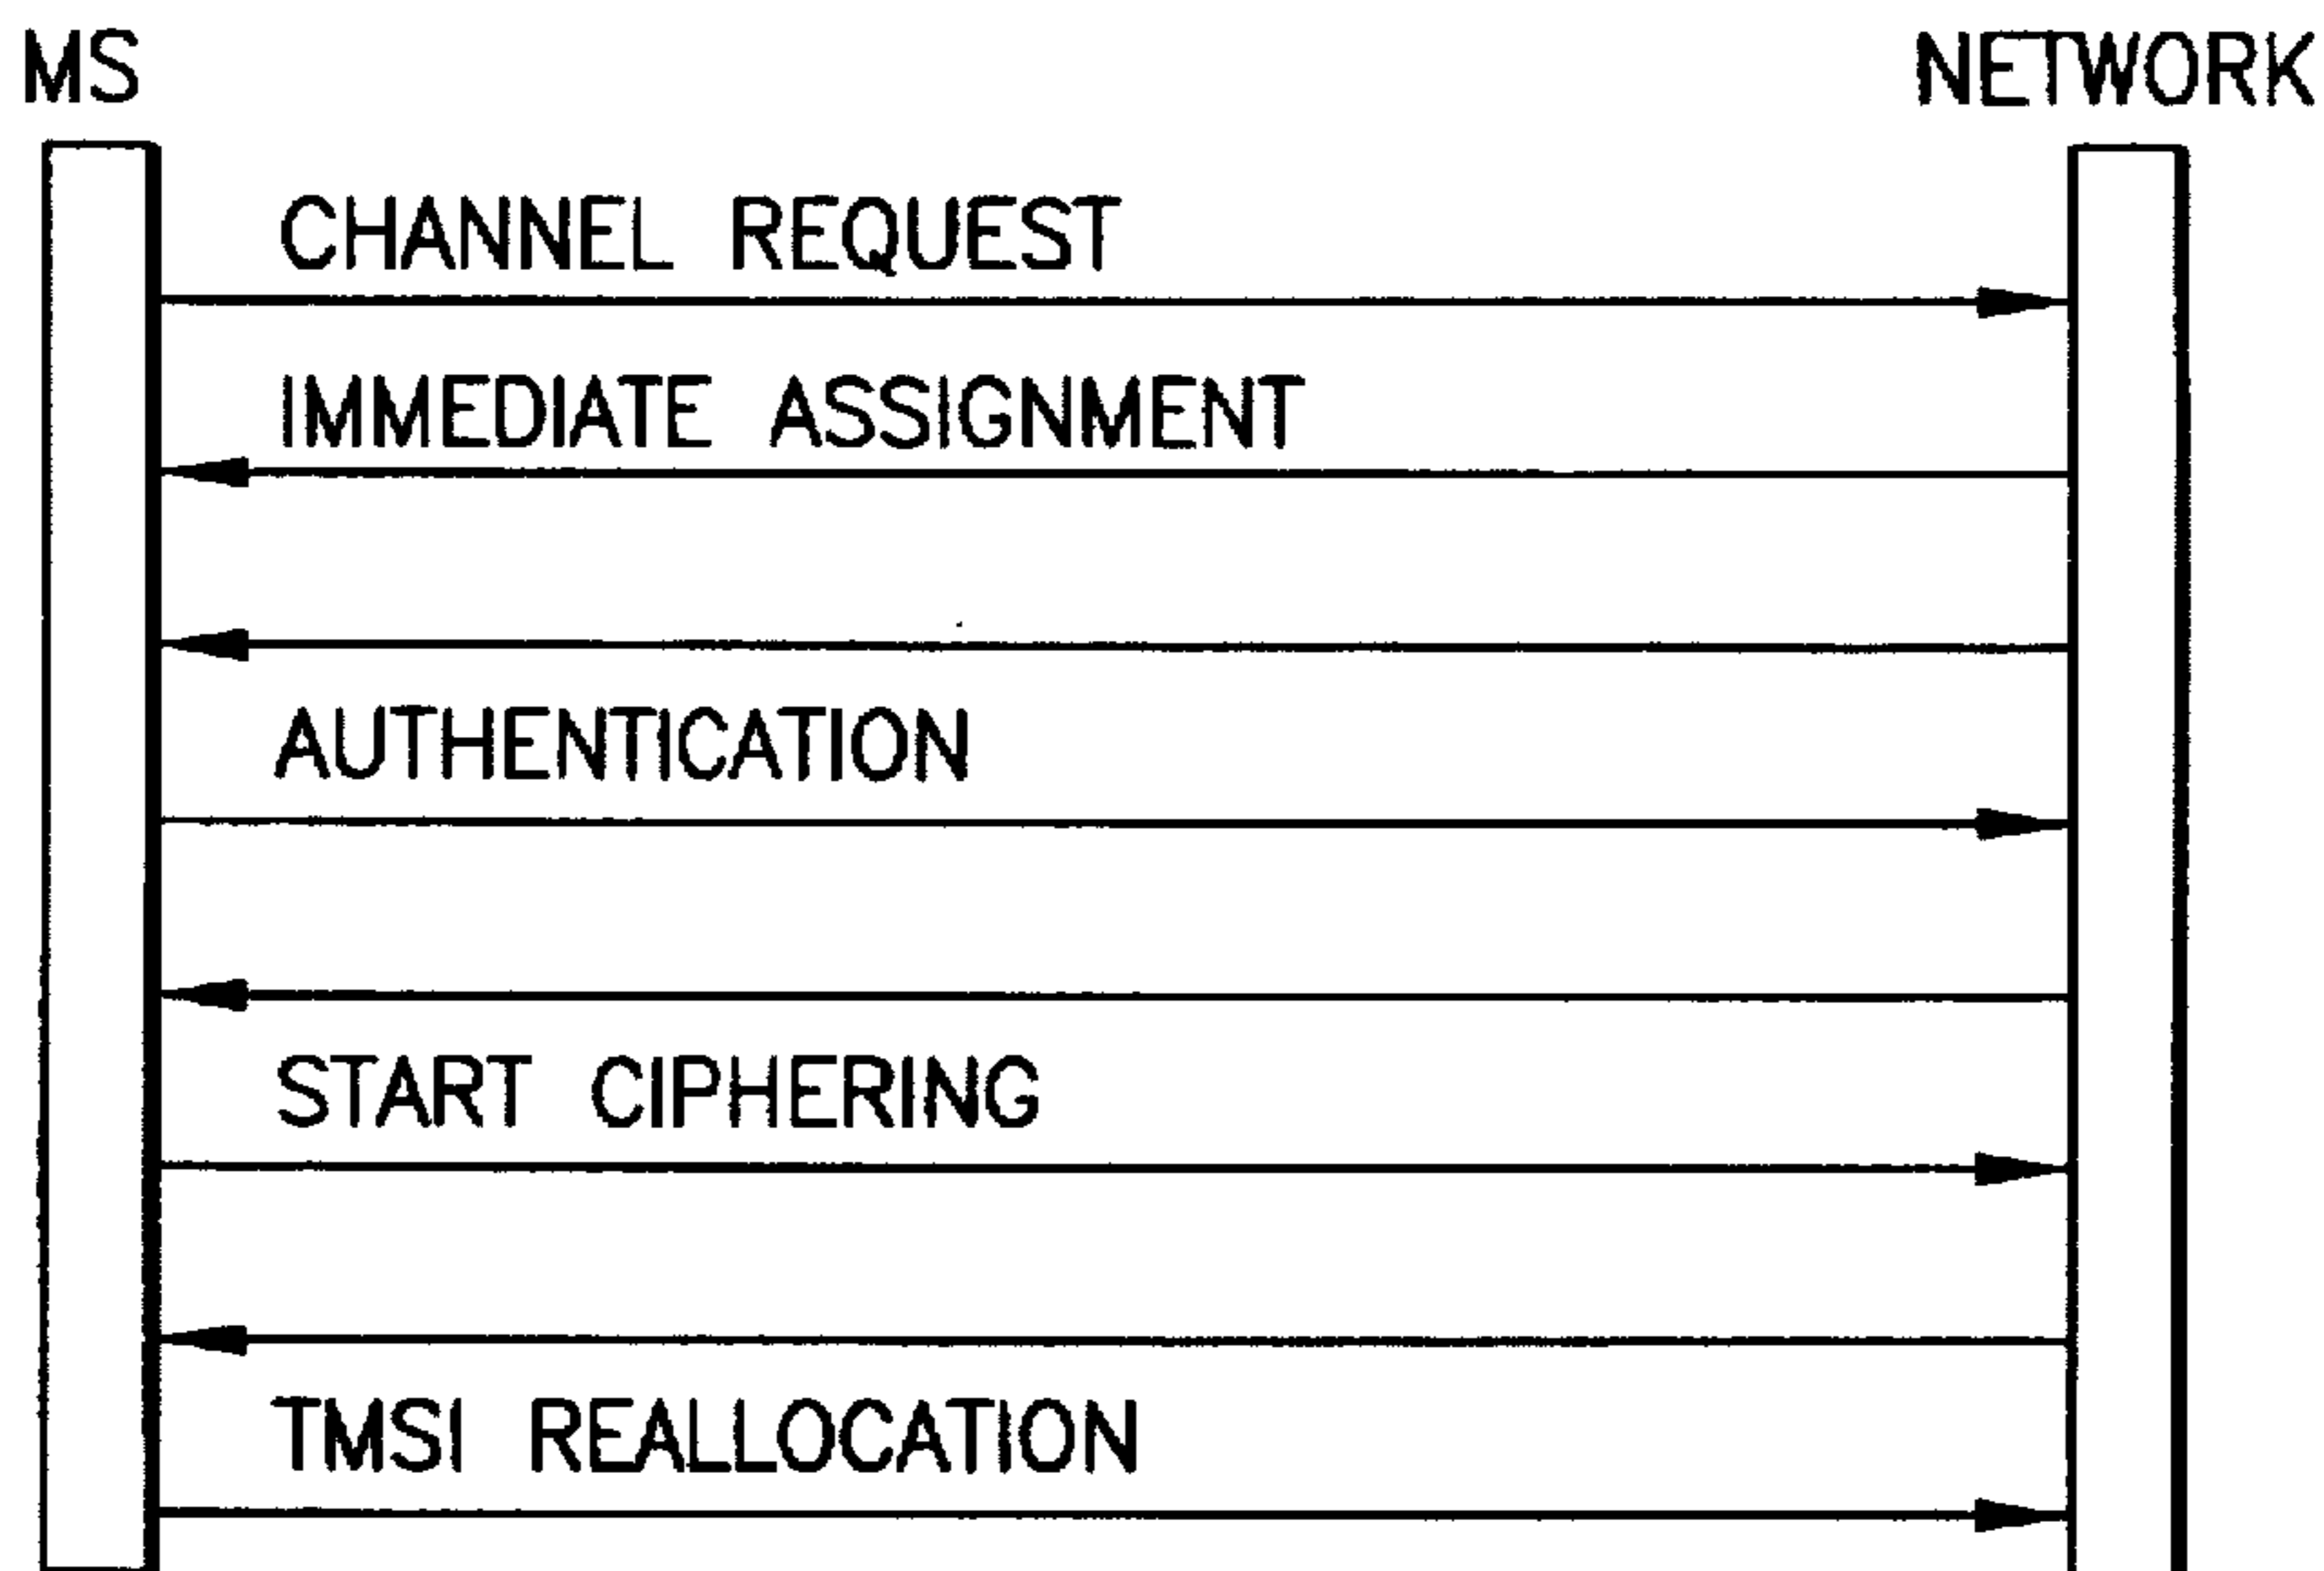 MS NETWORK
CHANNEL REQUEST
IMMEDIATE ASSIGNMENT
AUTHENTICATION
START CIPHERING
TMSI REALLOCATION